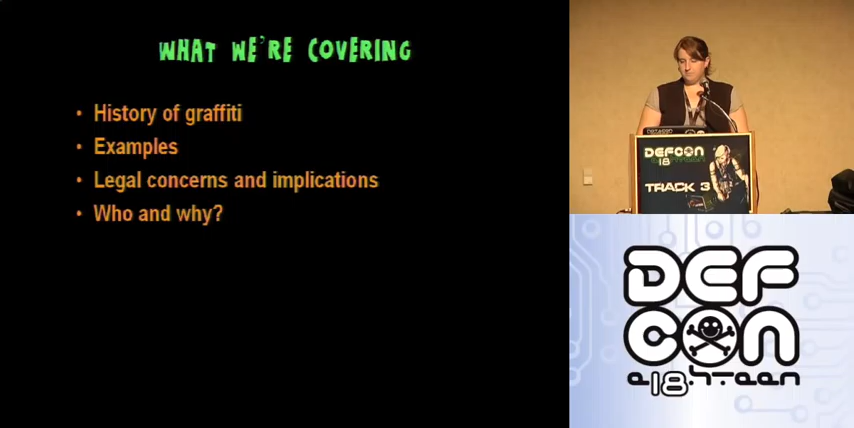 WHAT WE'RE COVERING
• History of graffiti
• Examples
• Legal concerns and implications
• Who and why?
DEFCON
18
TRACK 3
DEF
CON
e18hteen